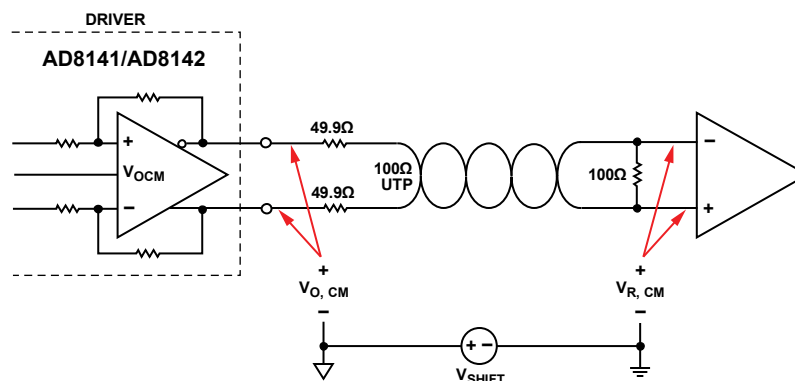 DRIVER
AD8141/AD8142
+
VOCM
−
49.9Ω
49.9Ω
100Ω
UTP
100Ω
−
+
+
VO, CM
−
+
VR, CM
−
+ −
VSHIFT